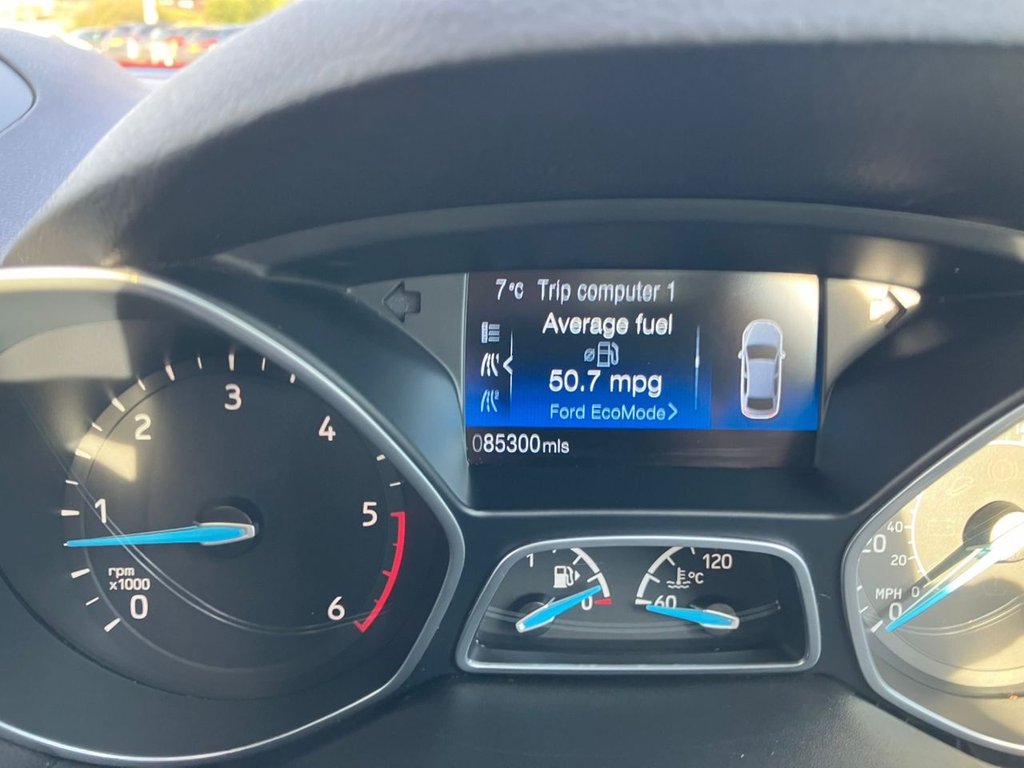 7°C Trip computer 1
Average fuel
50.7 mpg
Ford EcoMode>
085300mls
0
1
2
3
4
5
6
rpm
x1000
1
0
60
120
°C
40
20
20
MPH 0
0